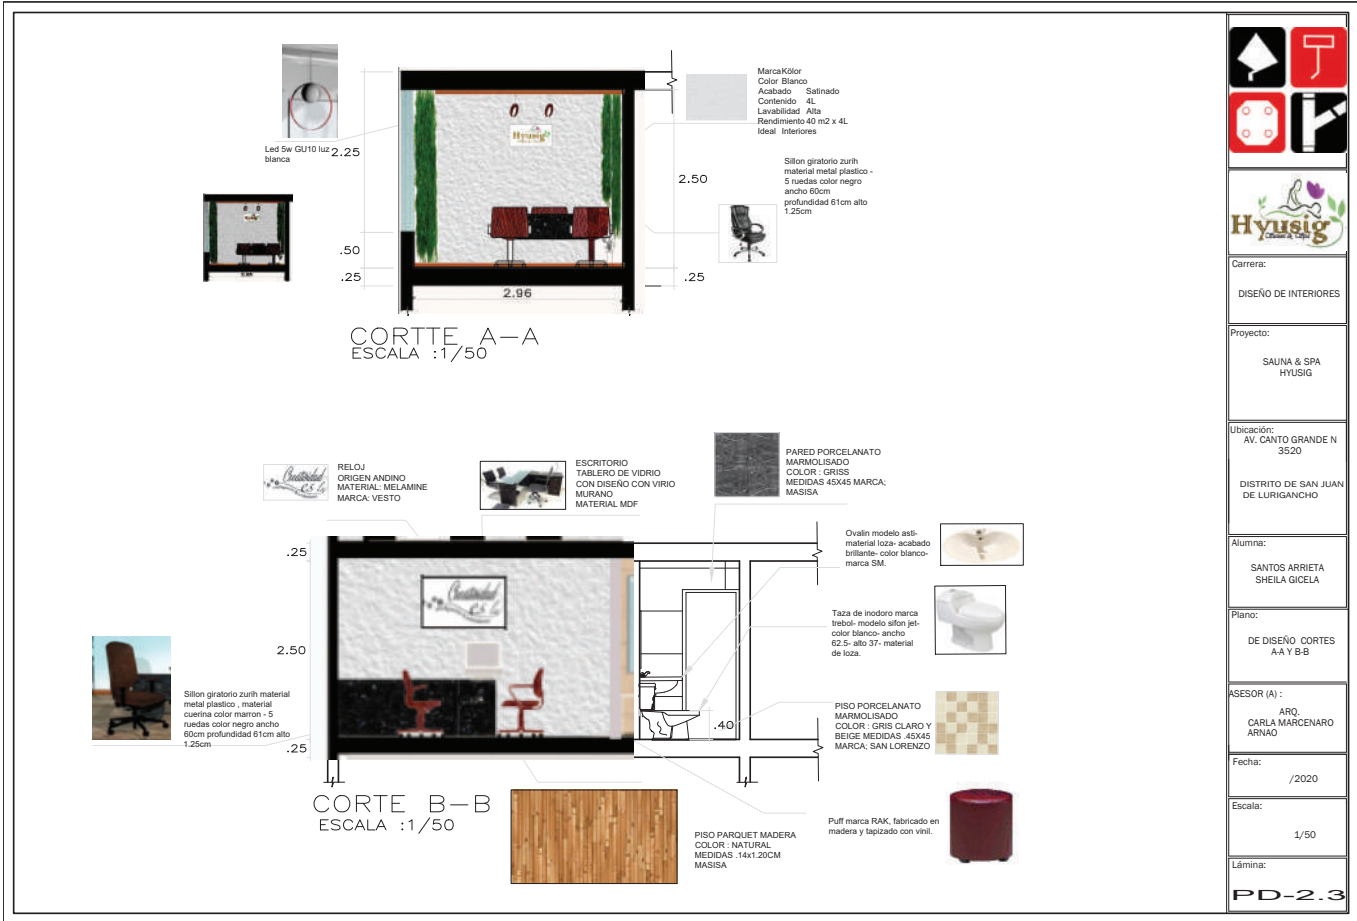 Led 5w GU10 luz
blanca
2.25
.50
.25
Hyusig
2.96
2.50
.25
MarcaKölor
Color Blanco
Acabado Satinado
Contenido 4L
Lavabilidad Alta
Rendimiento 40 m2 x 4L
Ideal Interiores
Sillon giratorio zurih
material metal plastico -
5 ruedas color negro
ancho 60cm
profundidad 61cm alto
1.25cm
CORTTE A-A
ESCALA :1/50
RELOJ
ORIGEN ANDINO
MATERIAL: MELAMINE
MARCA: VESTO
ESCRITORIO
TABLERO DE VIDRIO
CON DISEÑO CON VIRIO
MURANO
MATERIAL MDF
PARED PORCELANATO
MARMOLISADO
COLOR : GRISS
MEDIDAS 45X45 MARCA;
MASISA
Ovalin modelo asti-
material loza- acabado
brillante- color blanco-
marca SM.
Taza de inodoro marca
trebol- modelo sifon jet-
color blanco- ancho
62.5- alto 37- material
de loza.
.25
2.50
.25
.40
Sillon giratorio zurih material
metal plastico , material
cuerina color marron - 5
ruedas color negro ancho
60cm profundidad 61cm alto
1.25cm
PISO PORCELANATO
MARMOLISADO
COLOR : GRIS CLARO Y
BEIGE MEDIDAS .45X45
MARCA; SAN LORENZO
CORTE B-B
ESCALA :1/50
PISO PARQUET MADERA
COLOR : NATURAL
MEDIDAS .14x1.20CM
MASISA
Puff marca RAK, fabricado en
madera y tapizado con vinil.
Hyusig
Carrera:
DISEÑO DE INTERIORES
Proyecto:
SAUNA & SPA
HYUSIG
Ubicación:
AV. CANTO GRANDE N
3520
DISTRITO DE SAN JUAN
DE LURIGANCHO
Alumna:
SANTOS ARRIETA
SHEILA GICELA
Plano:
DE DISEÑO CORTES
A-A Y B-B
ASESOR (A) :
ARQ.
CARLA MARCENARO
ARNAO
Fecha:
/2020
Escala:
1/50
Lámina:
PD-2.3